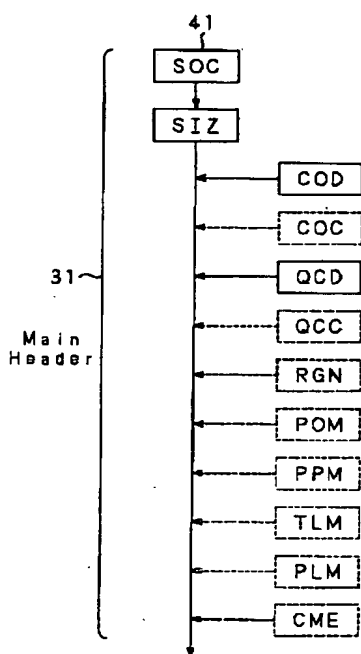 41
SOC
SIZ
COD
COC
31
QCD
QCC
Main
Header
RGN
POM
PPM
TLM
PLM
CME